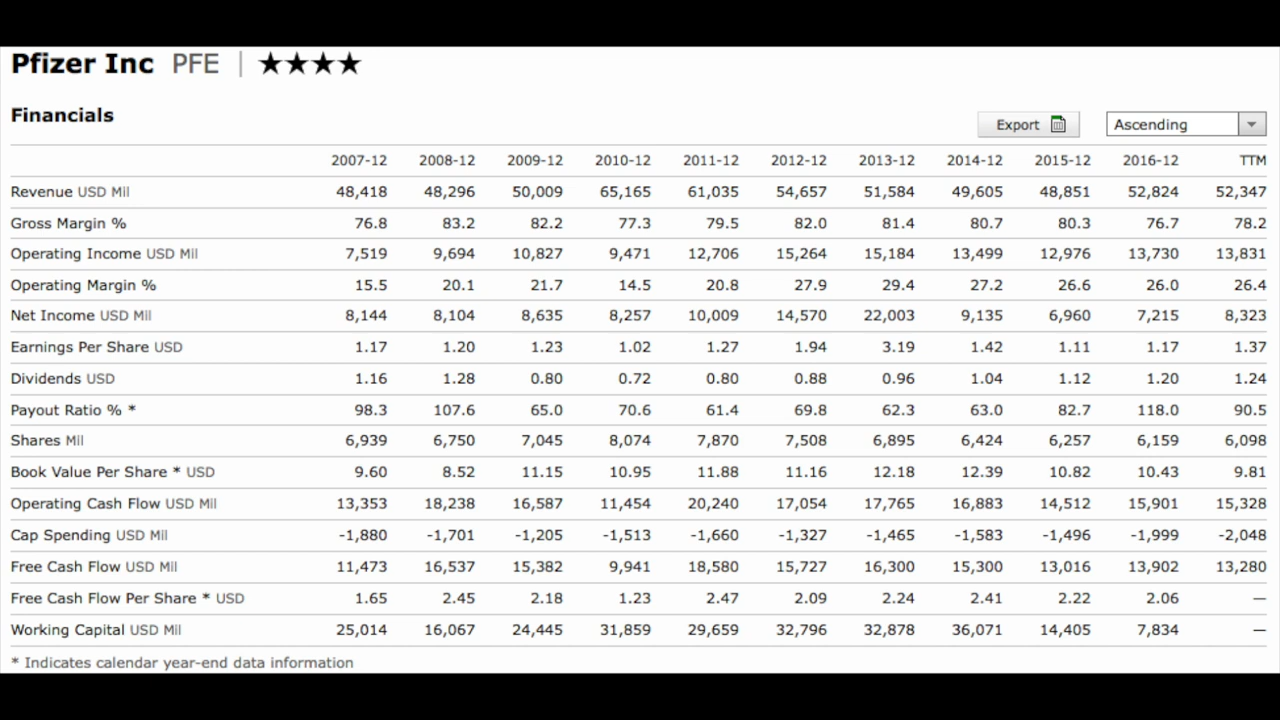 Pfizer Inc PFE | ★★★★
Financials
Export Ascending
2007-12 2008-12 2009-12 2010-12 2011-12 2012-12 2013-12 2014-12 2015-12 2016-12 TTM
Revenue USD Mil 48,418 48,296 50,009 65,165 61,035 54,657 51,584 49,605 48,851 52,824 52,347
Gross Margin % 76.8 83.2 82.2 77.3 79.5 82.0 81.4 80.7 80.3 76.7 78.2
Operating Income USD Mil 7,519 9,694 10,827 9,471 12,706 15,264 15,184 13,499 12,976 13,730 13,831
Operating Margin % 15.5 20.1 21.7 14.5 20.8 27.9 29.4 27.2 26.6 26.0 26.4
Net Income USD Mil 8,144 8,104 8,635 8,257 10,009 14,570 22,003 9,135 6,960 7,215 8,323
Earnings Per Share USD 1.17 1.20 1.23 1.02 1.27 1.94 3.19 1.42 1.11 1.17 1.37
Dividends USD 1.16 1.28 0.80 0.72 0.80 0.88 0.96 1.04 1.12 1.20 1.24
Payout Ratio % * 98.3 107.6 65.0 70.6 61.4 69.8 62.3 63.0 82.7 118.0 90.5
Shares Mil 6,939 6,750 7,045 8,074 7,870 7,508 6,895 6,424 6,257 6,159 6,098
Book Value Per Share * USD 9.60 8.52 11.15 10.95 11.88 11.16 12.18 12.39 10.82 10.43 9.81
Operating Cash Flow USD Mil 13,353 18,238 16,587 11,454 20,240 17,054 17,765 16,883 14,512 15,901 15,328
Cap Spending USD Mil -1,880 -1,701 -1,205 -1,513 -1,660 -1,327 -1,465 -1,583 -1,496 -1,999 -2,048
Free Cash Flow USD Mil 11,473 16,537 15,382 9,941 18,580 15,727 16,300 15,300 13,016 13,902 13,280
Free Cash Flow Per Share * USD 1.65 2.45 2.18 1.23 2.47 2.09 2.24 2.41 2.22 2.06 —
Working Capital USD Mil 25,014 16,067 24,445 31,859 29,659 32,796 32,878 36,071 14,405 7,834 —
* Indicates calendar year-end data information